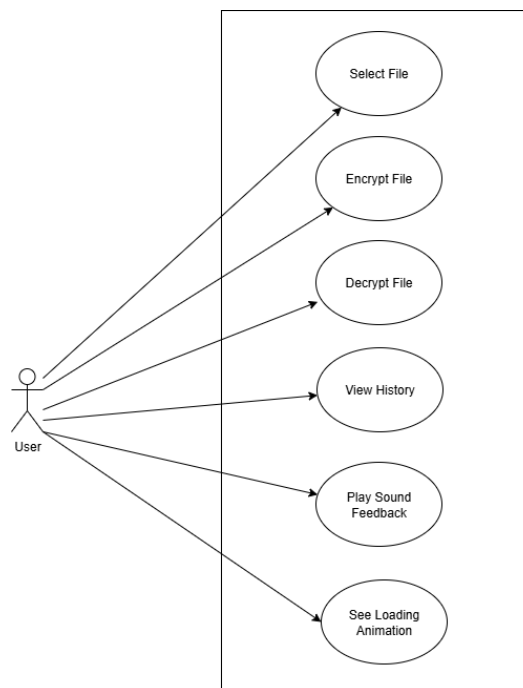 Select File
Encrypt File
Decrypt File
View History
User
Play Sound
Feedback
See Loading
Animation